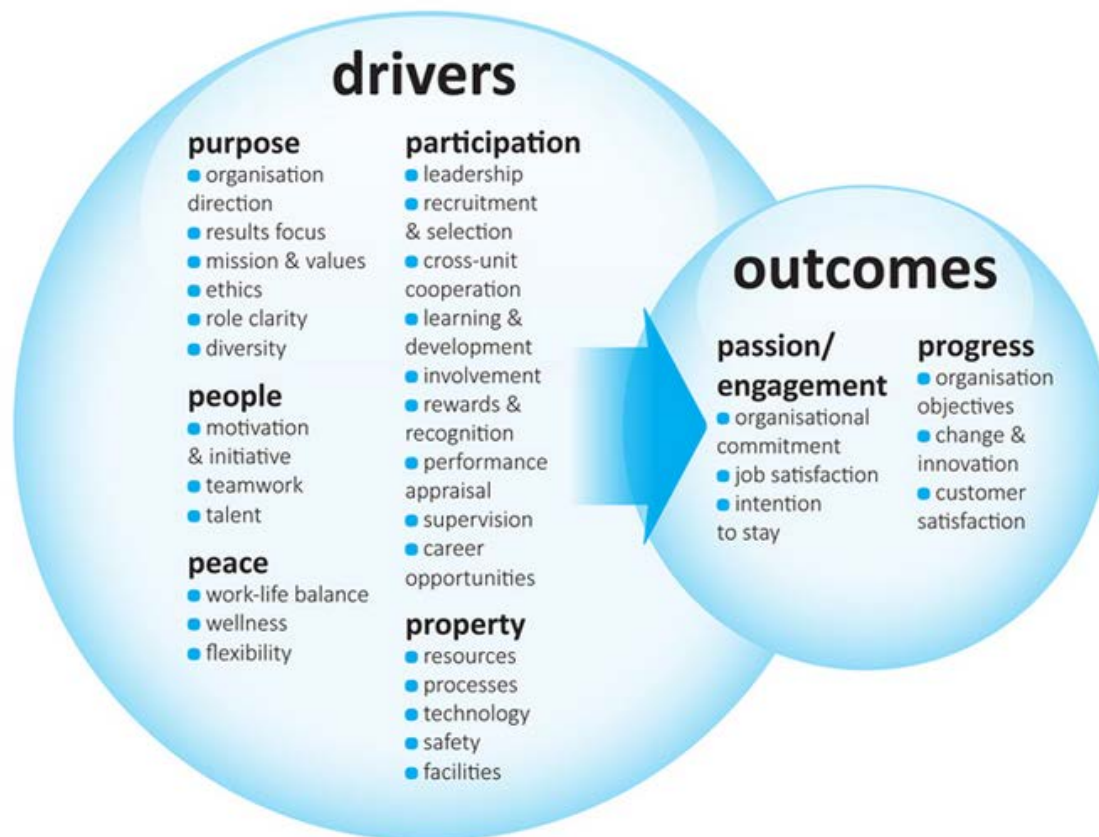 drivers
purpose
organisation
direction
results focus
mission & values
ethics
role clarity
diversity
people
motivation
& initiative
teamwork
talent
peace
work-life balance
wellness
flexibility
participation
leadership
recruitment
& selection
cross-unit
cooperation
learning &
development
involvement
rewards &
recognition
performance
appraisal
supervision
career
opportunities
property
resources
processes
technology
safety
facilities
outcomes
passion/
engagement
organisational
commitment
job satisfaction
intention
to stay
progress
organisation
objectives
change &
innovation
customer
satisfaction